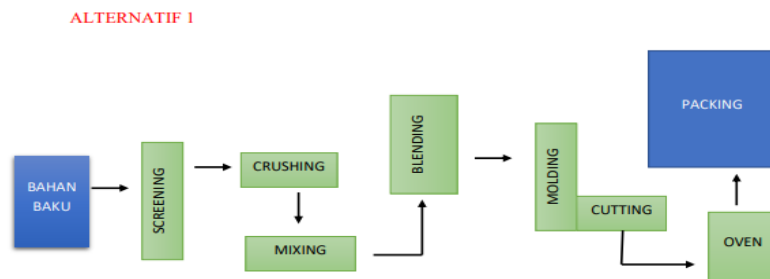 ALTERNATIF 1
BAHAN
BAKU
SCREENING
CRUSHING
MIXING
BLENDING
MOLDING
CUTTING
OVEN
PACKING